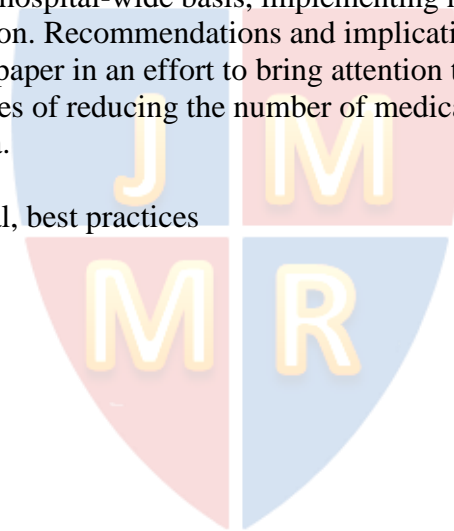 hospital-wide basis, implementing
on. Recommendations and implicati
paper in an effort to bring attention t
es of reducing the number of medica
l, best practices
J M
M R